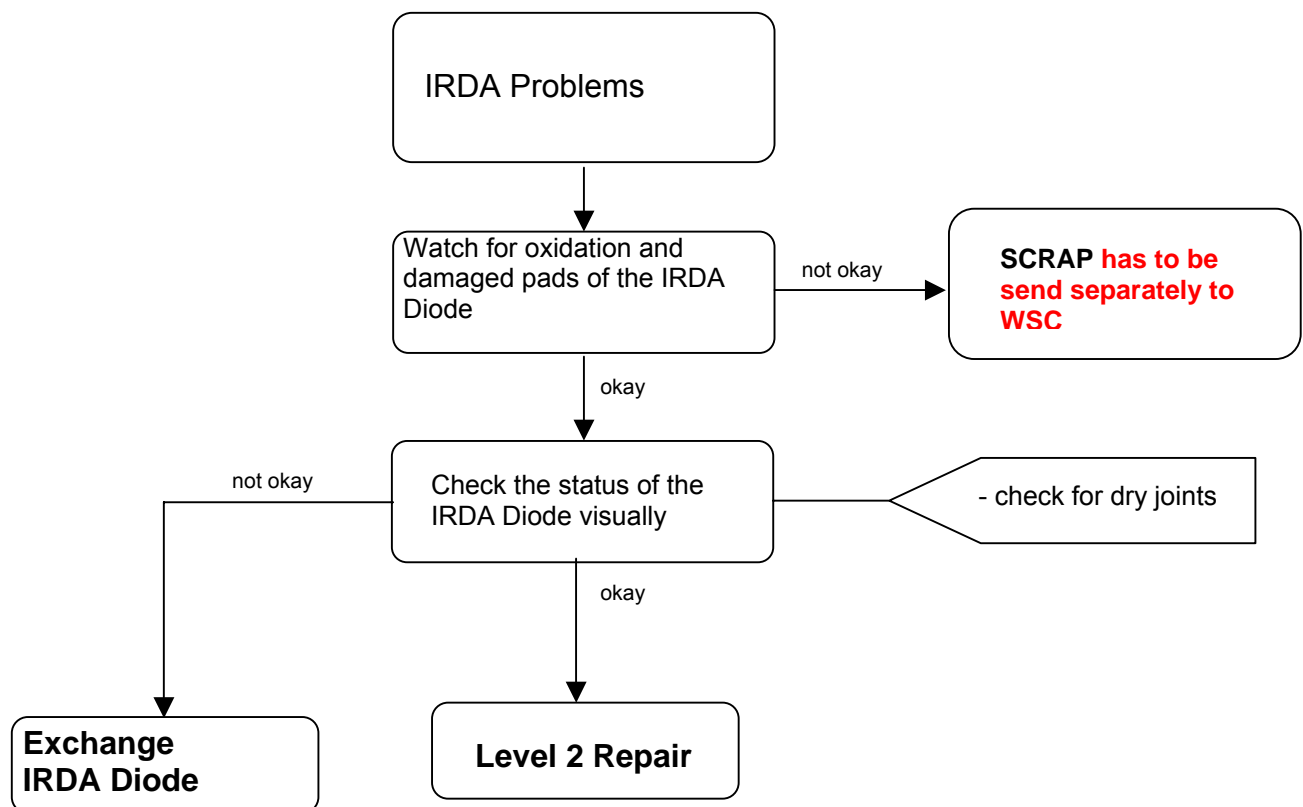 IRDA Problems
Watch for oxidation and
damaged pads of the IRDA
Diode
not okay
SCRAP has to be
send separately to
WSC
okay
not okay
Check the status of the
IRDA Diode visually
- check for dry joints
okay
Exchange
IRDA Diode
Level 2 Repair